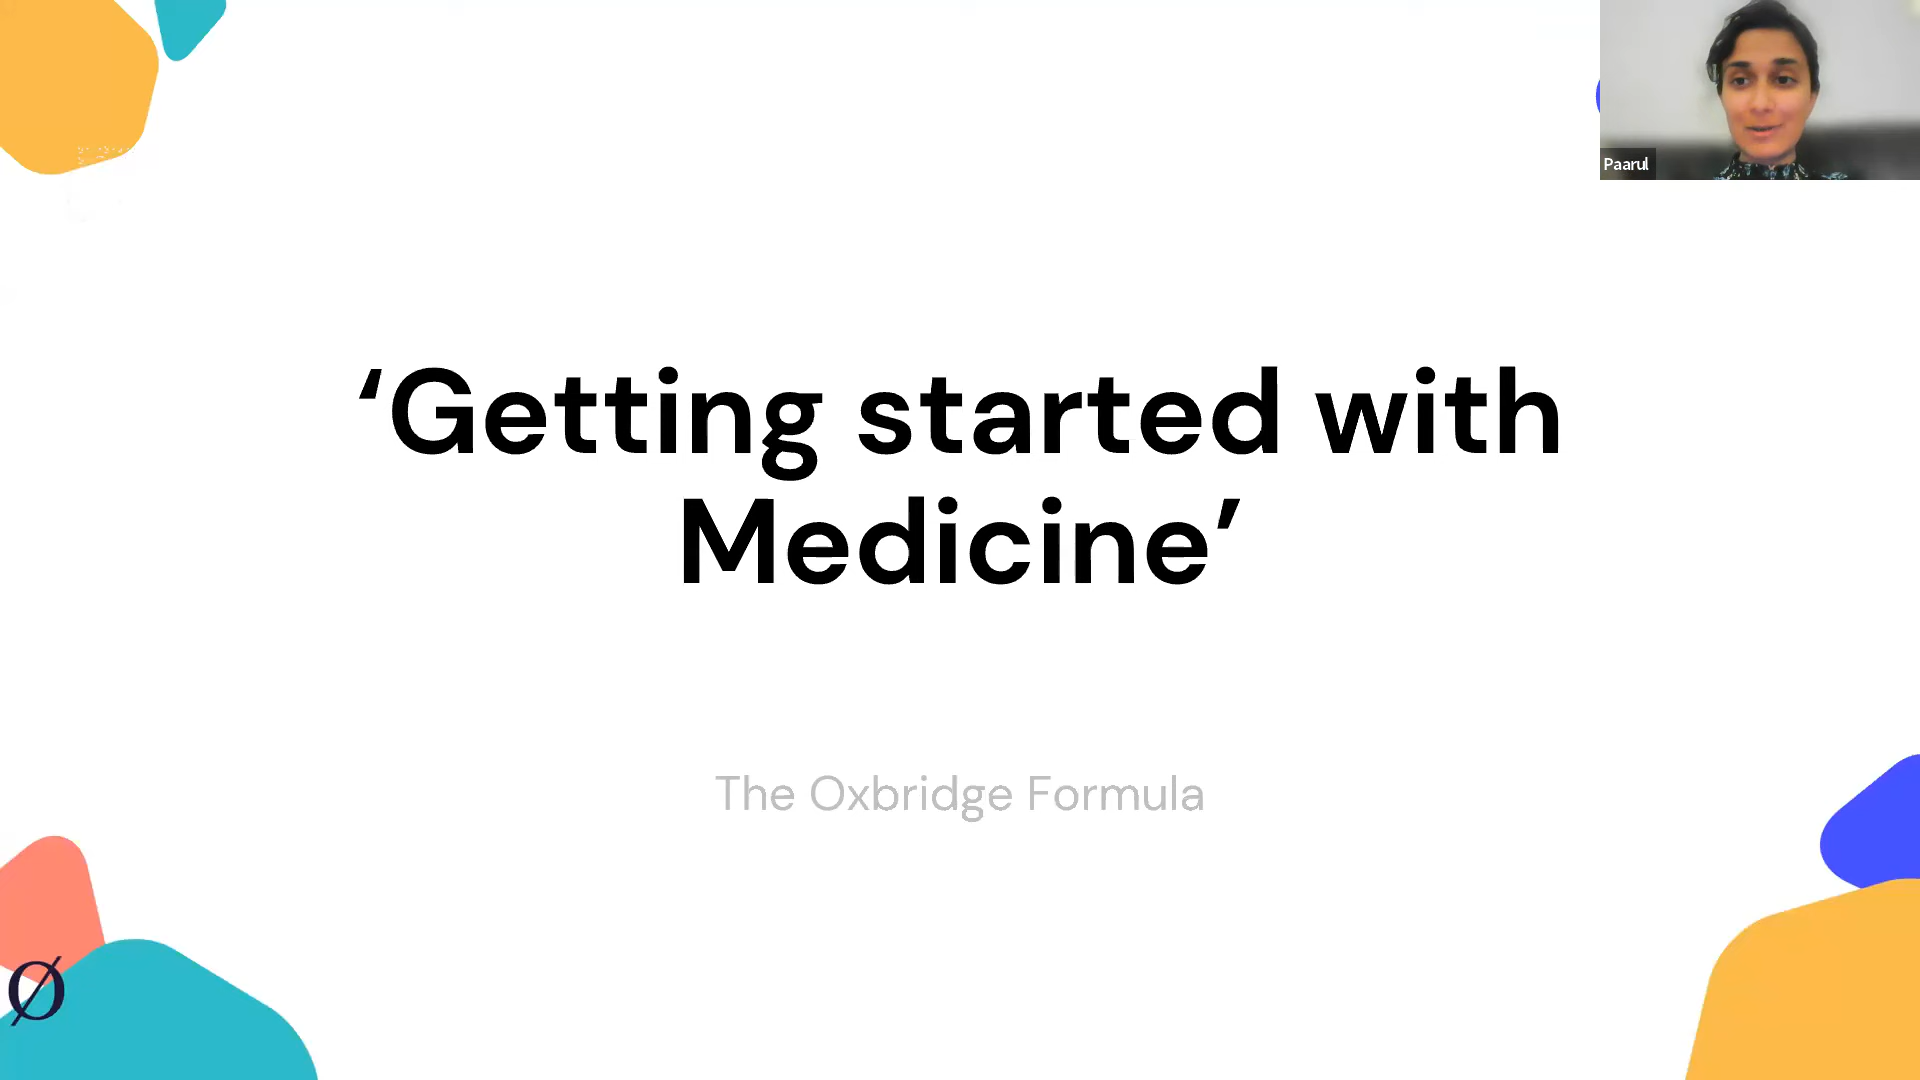 Paarul
‘Getting started with
Medicine’
The Oxbridge Formula
Ø